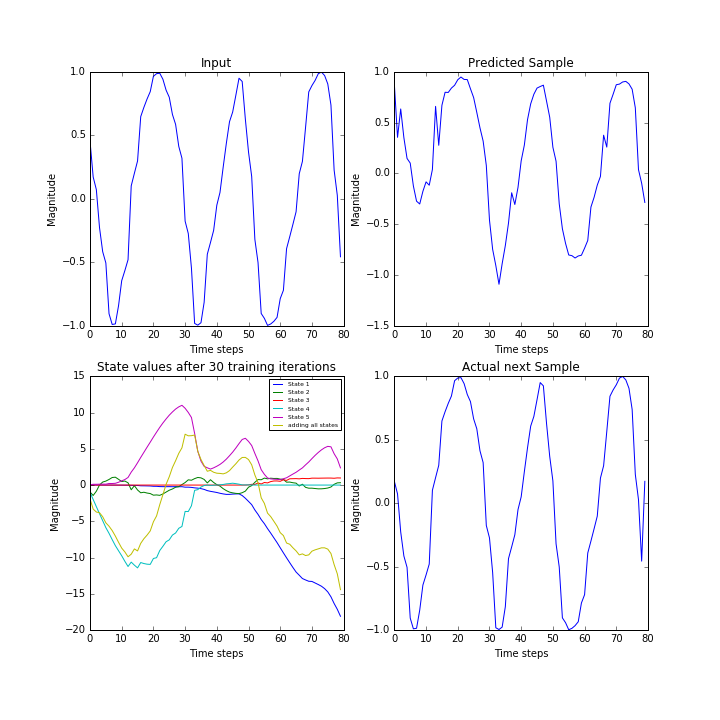 Input
Magnitude
1.0
0.5
0.0
−0.5
−1.0
0 10 20 30 40 50 60 70 80
Time steps
Predicted Sample
Magnitude
1.0
0.5
0.0
−0.5
−1.0
−1.5
0 10 20 30 40 50 60 70 80
Time steps
State values after 30 training iterations
Magnitude
15
10
5
0
−5
−10
−15
−20
State 1
State 2
State 3
State 4
State 5
adding all states
0 10 20 30 40 50 60 70 80
Time steps
Actual next Sample
Magnitude
1.0
0.5
0.0
−0.5
−1.0
0 10 20 30 40 50 60 70 80
Time steps